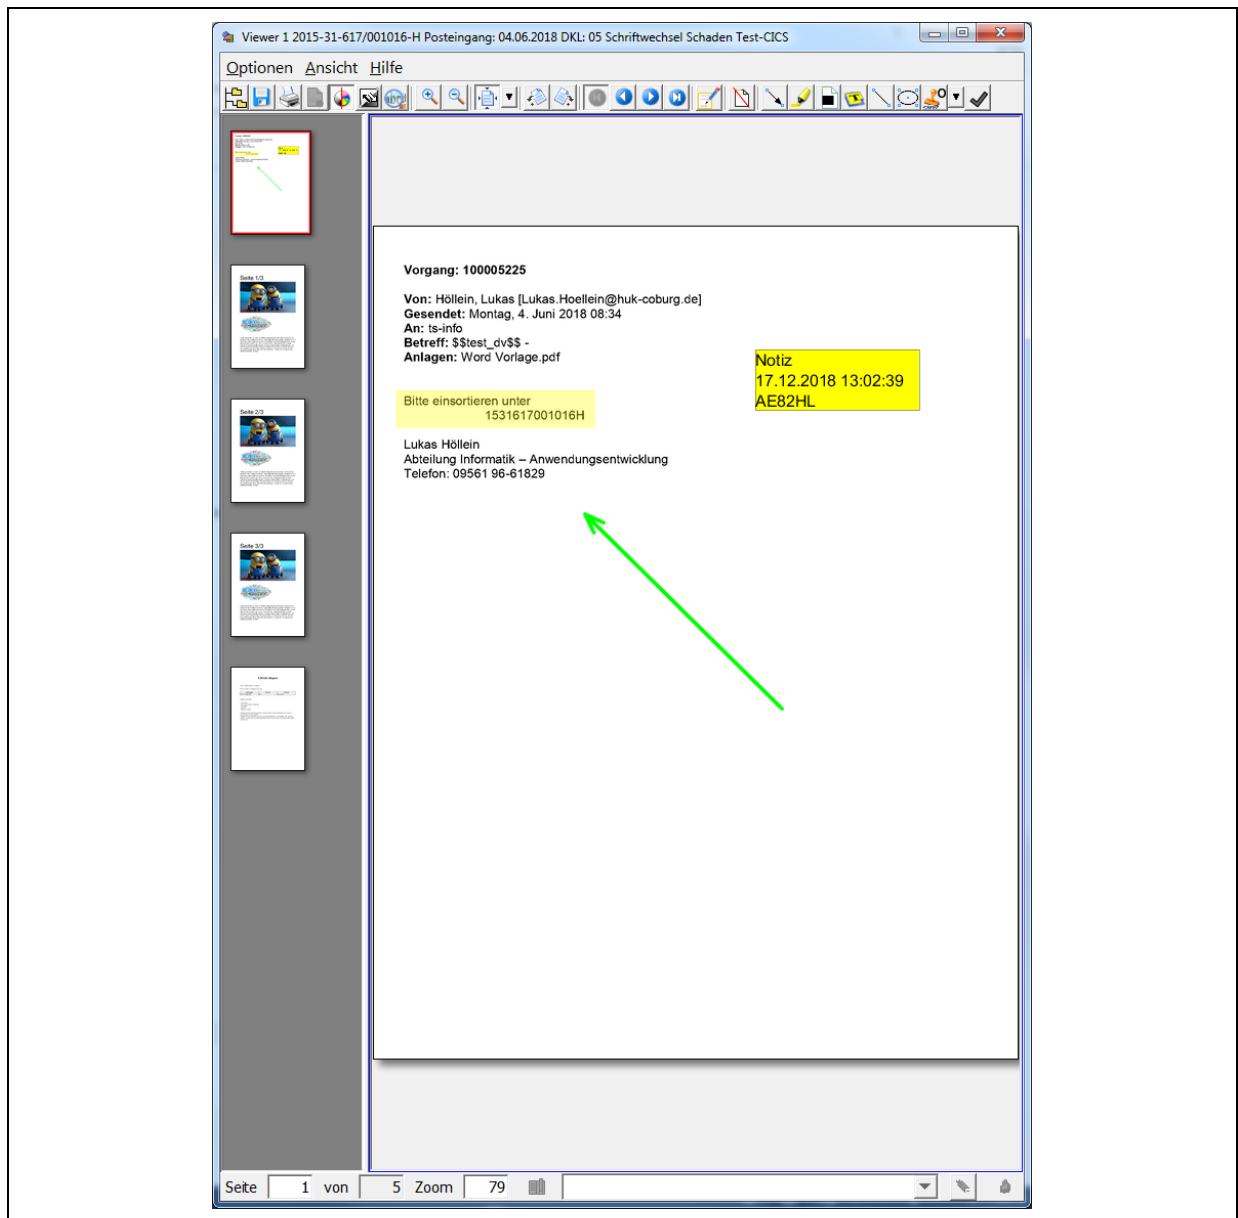 Viewer 1 2015-31-617/001016-H Posteingang: 04.06.2018 DKL: 05 Schriftwechsel Schaden Test-CICS
Optionen Ansicht Hilfe
Seite 1/3
Seite 2/3
Seite 3/3
Vorgang: 100005225
Von: Höllein, Lukas [Lukas.Hoellein@huk-coburg.de]
Gesendet: Montag, 4. Juni 2018 08:34
An: ts-info
Betreff: $$test_dv$$ -
Anlagen: Word Vorlage.pdf
Notiz
17.12.2018 13:02:39
AE82HL
Bitte einsortieren unter
1531617001016H
Lukas Höllein
Abteilung Informatik – Anwendungsentwicklung
Telefon: 09561 96-61829
Seite 1 von 5 Zoom 79